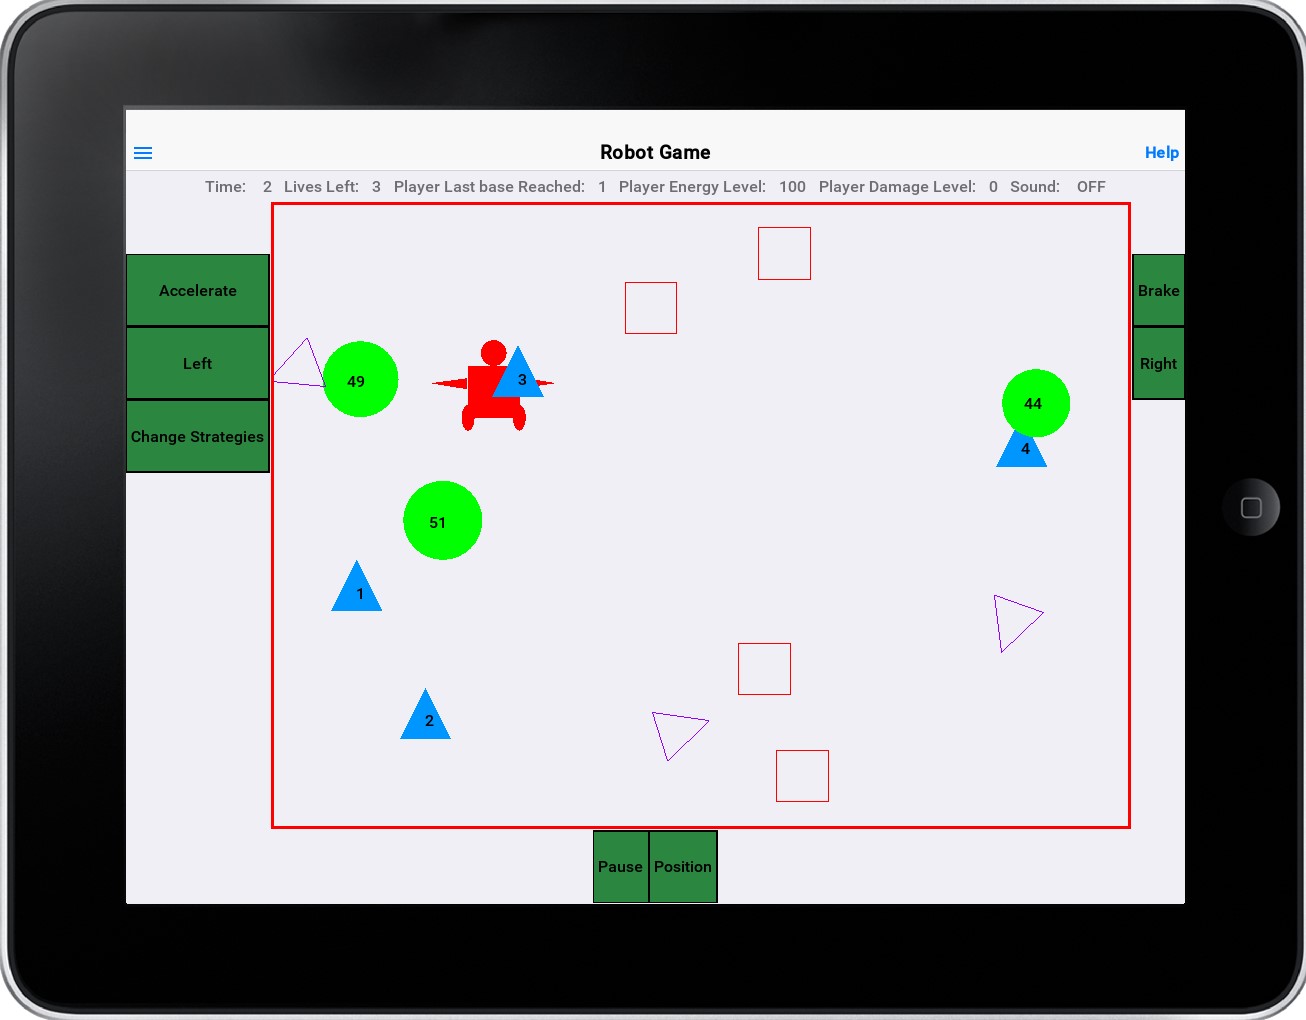 Robot Game
Help
Time: 2 Lives Left: 3 Player Last base Reached: 1 Player Energy Level: 100 Player Damage Level: 0 Sound: OFF
Accelerate
Brake
Left
Right
49
3
44
Change Strategies
4
51
1
2
Pause
Position